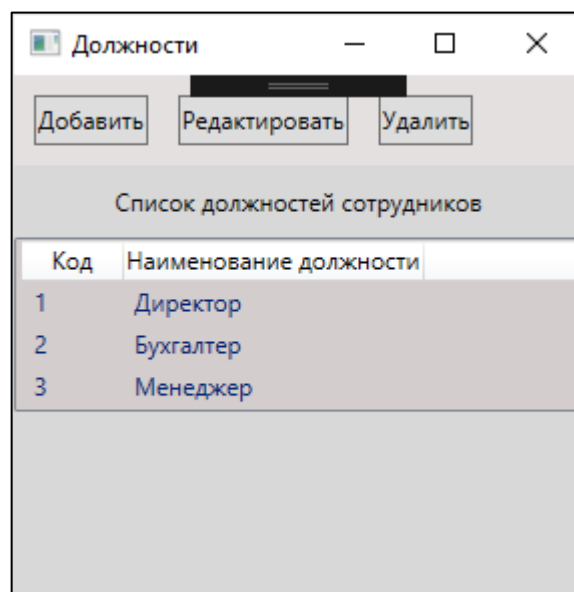 Должности
Добавить Редактировать Удалить
Список должностей сотрудников
Код Наименование должности
1 Директор
2 Бухгалтер
3 Менеджер